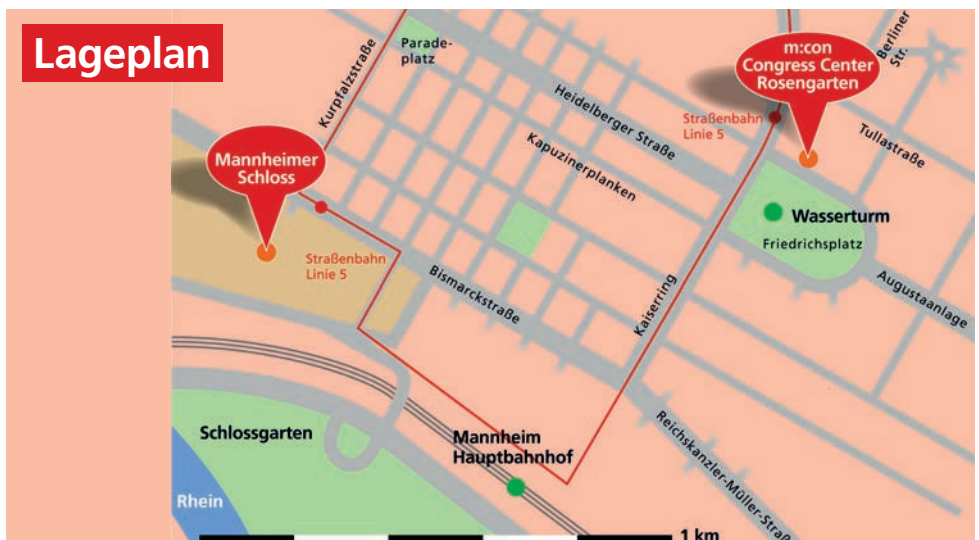 Lageplan
Parade-
platz
Kurpfalzstraße
Heidelberger Straße
Kapuzinerplanken
Straßenbahn
Linie 5
m:con
Congress Center
Rosengarten
Berliner
Str.
Tullastraße
Mannheimer
Schloss
Straßenbahn
Linie 5
Wasserturm
Friedrichsplatz
Augustaanlage
Bismarckstraße
Kaiserring
Reichskanzler-Müller-Straß
Schlossgarten
Mannheim
Hauptbahnhof
Rhein
1 km